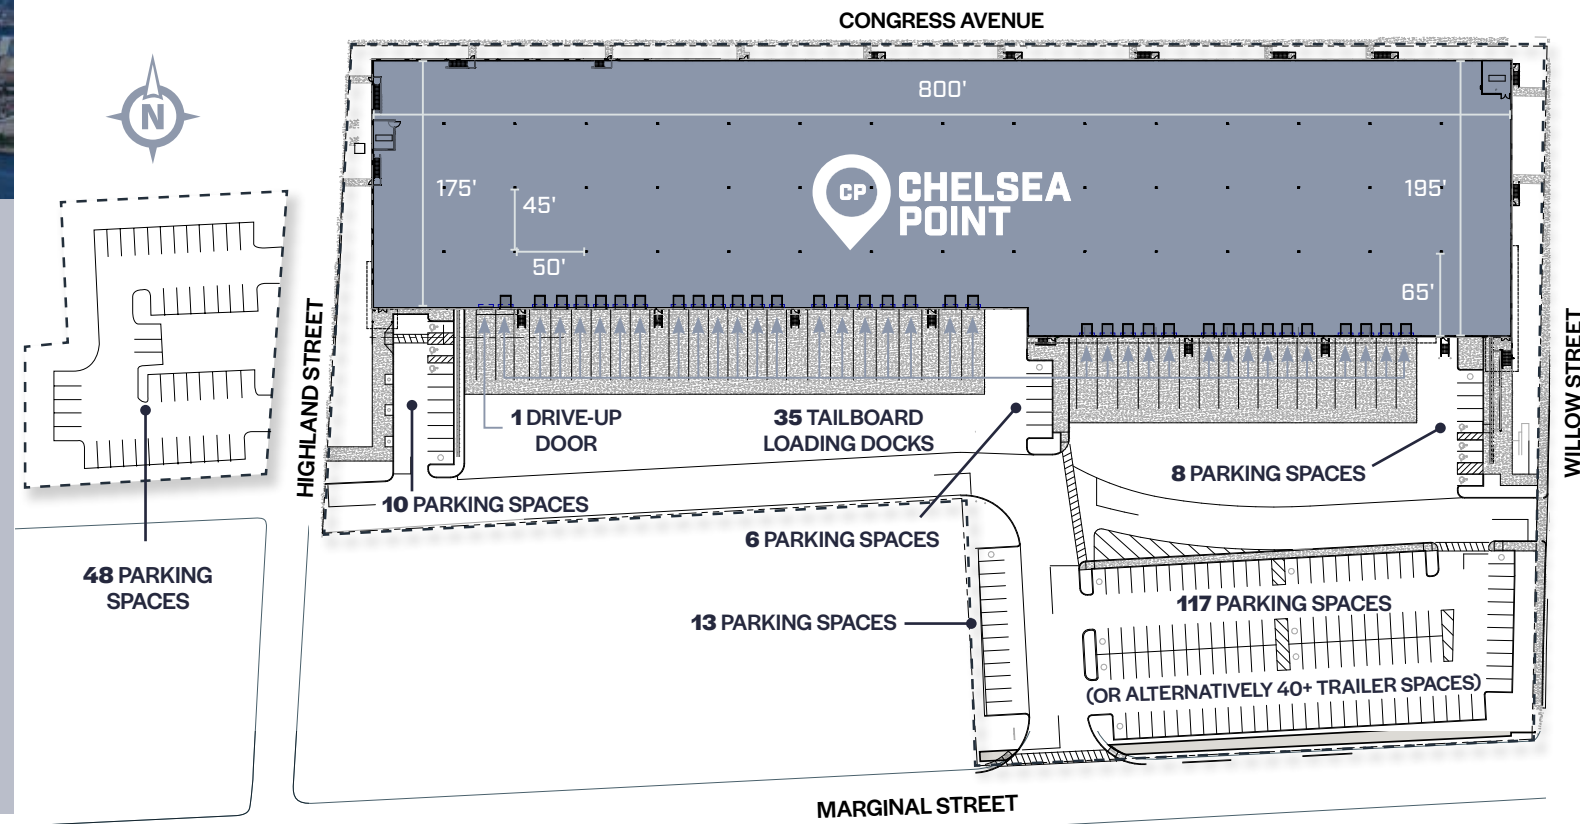 CONGRESS AVENUE
N
800'
175'
45'
50'
CP
CHELSEA
POINT
195'
65'
HIGHLAND STREET
WILLOW STREET
1 DRIVE-UP
DOOR
35 TAILBOARD
LOADING DOCKS
8 PARKING SPACES
10 PARKING SPACES
6 PARKING SPACES
48 PARKING
SPACES
13 PARKING SPACES
117 PARKING SPACES
(OR ALTERNATIVELY 40+ TRAILER SPACES)
MARGINAL STREET